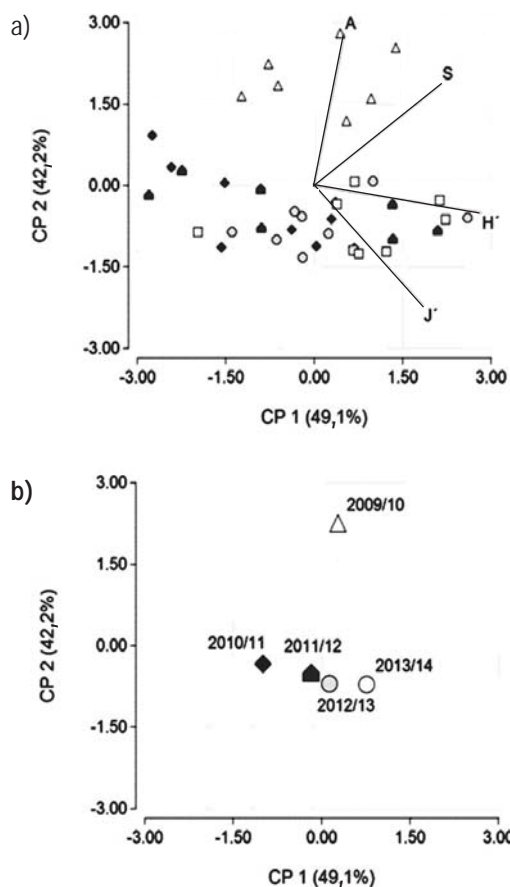 a)
3.00
A
S
1.50
CP 2 (42,2%)
0.00
H´
-1.50
J´
-3.00
-3.00 -1.50 0.00 1.50 3.00
CP 1 (49,1%)
b)
3.00
2009/10
1.50
CP 2 (42,2%)
0.00
2010/11 2011/12 2013/14
2012/13
-1.50
-3.00
-3.00 -1.50 0.00 1.50 3.00
CP 1 (49,1%)